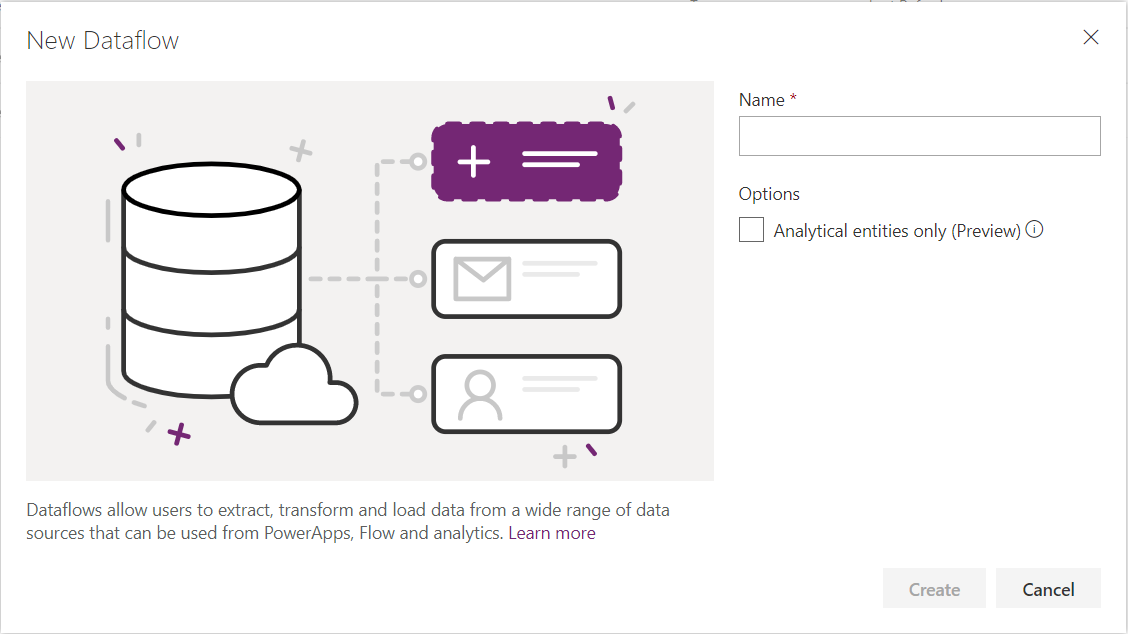 New Dataflow
Name *
Options
Analytical entities only (Preview)
Dataflows allow users to extract, transform and load data from a wide range of data
sources that can be used from PowerApps, Flow and analytics. Learn more
Create
Cancel